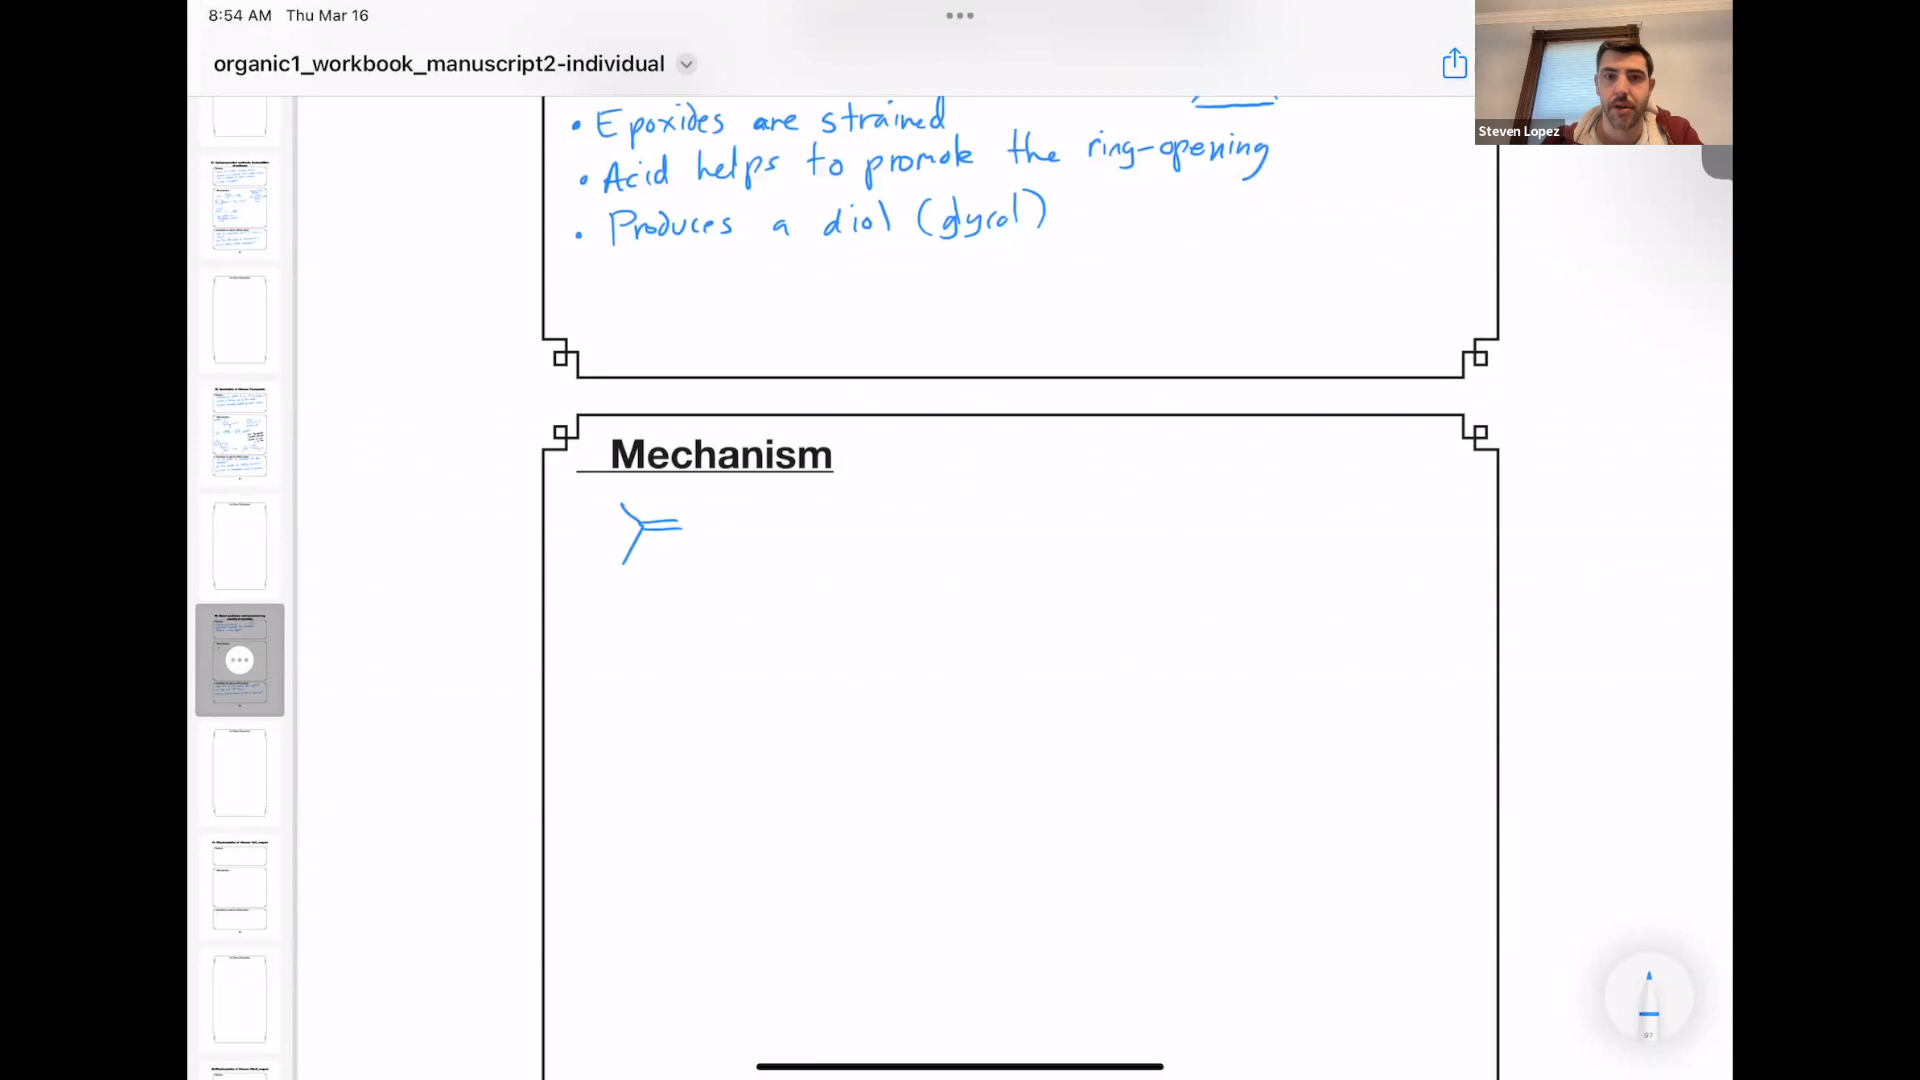 8:54 AM Thu Mar 16
organic1_workbook_manuscript2-individual
Steven Lopez
• Epoxides are strained
• Acid helps to promote the ring-opening
• Produces a diol (glycol)
Mechanism
97